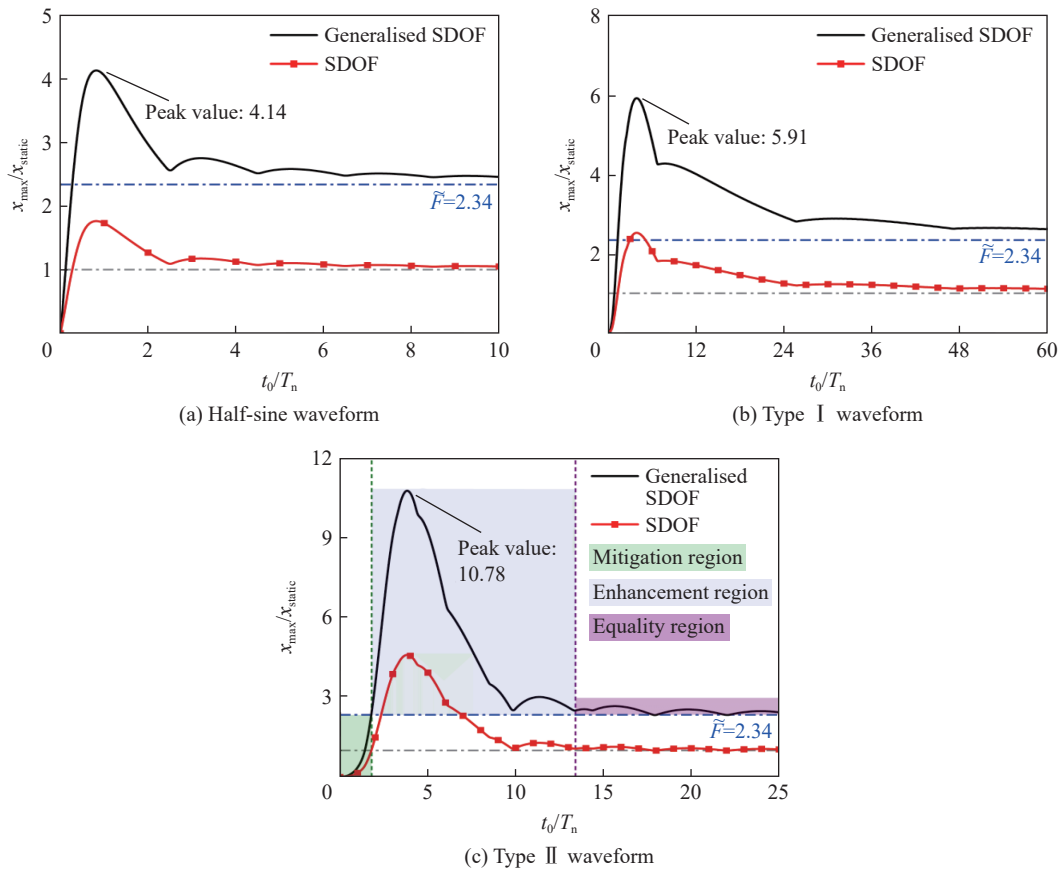 5
4
3
2
1
0
x_max/x_static
Generalised SDOF
SDOF
Peak value: 4.14
F̃=2.34
2
4
6
8
10
t_0/T_n
(a) Half-sine waveform
8
6
4
2
0
x_max/x_static
Generalised SDOF
SDOF
Peak value: 5.91
F̃=2.34
12
24
36
48
60
t_0/T_n
(b) Type Ⅰ waveform
12
9
6
3
0
x_max/x_static
Generalised
SDOF
SDOF
Mitigation region
Enhancement region
Equality region
Peak value:
10.78
F̃=2.34
5
10
15
20
25
t_0/T_n
(c) Type Ⅱ waveform